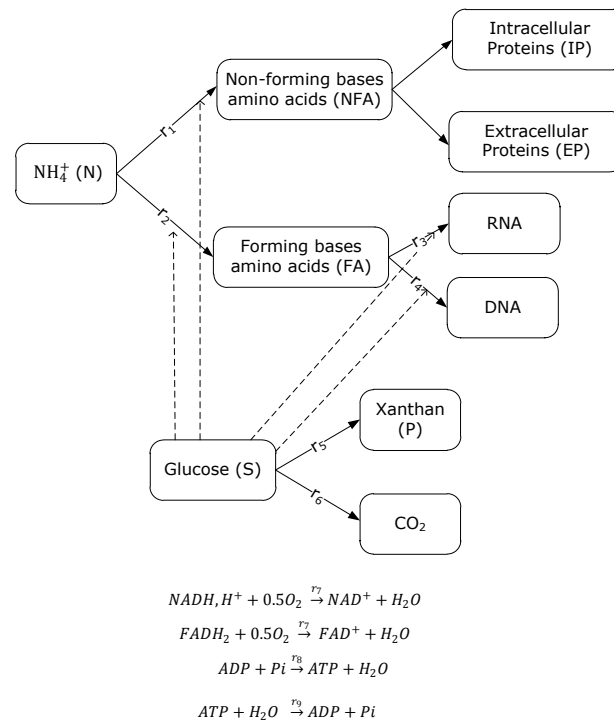 Intracellular
Proteins (IP)
Non-forming bases
amino acids (NFA)
Extracellular
Proteins (EP)
r₁
NH₄⁺ (N)
r₂
RNA
r₃
Forming bases
amino acids (FA)
r₄
DNA
Xanthan
(P)
r₅
Glucose (S)
r₆
CO₂
NADH, H⁺ + 0.5O₂ r₇→ NAD⁺ + H₂O
FADH₂ + 0.5O₂ r₇→ FAD⁺ + H₂O
ADP + Pi r₈→ ATP + H₂O
ATP + H₂O r₉→ ADP + Pi